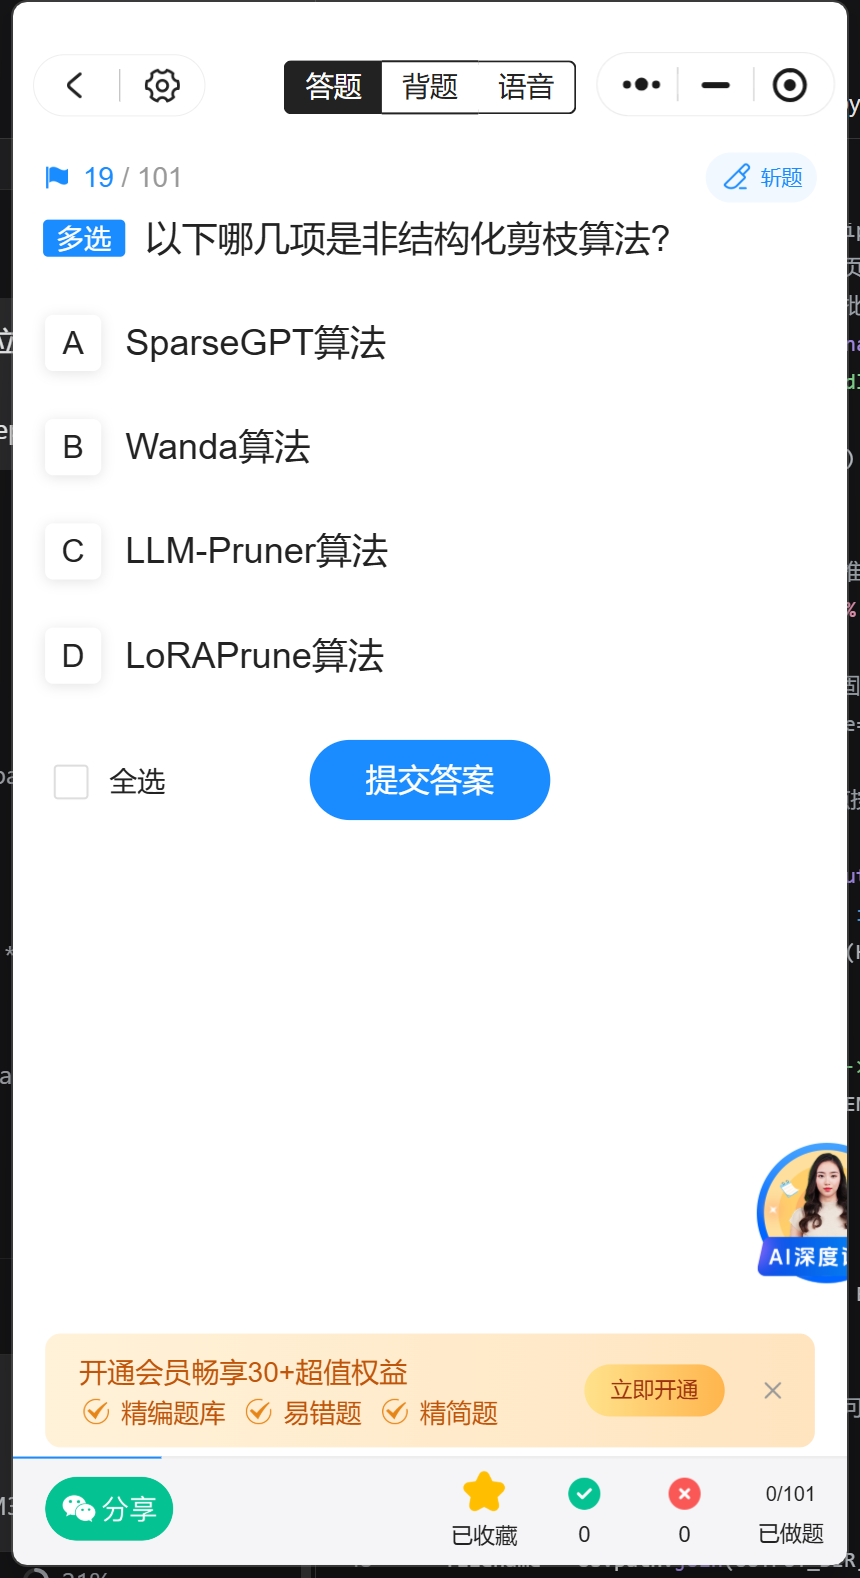 答题 背题 语音
19 / 101
斩题
多选 以下哪几项是非结构化剪枝算法?
A SparseGPT算法
B Wanda算法
C LLM-Pruner算法
D LoRAPrune算法
全选 提交答案
AI深度
开通会员畅享30+超值权益
精编题库 易错题 精简题
立即开通
分享
已收藏
0
0
0/101
已做题